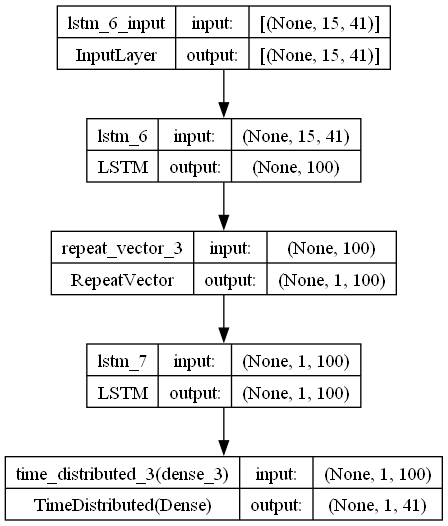 lstm_6_input input: [(None, 15, 41)]
InputLayer output: [(None, 15, 41)]
lstm_6 input: (None, 15, 41)
LSTM output: (None, 100)
repeat_vector_3 input: (None, 100)
RepeatVector output: (None, 1, 100)
lstm_7 input: (None, 1, 100)
LSTM output: (None, 1, 100)
time_distributed_3(dense_3) input: (None, 1, 100)
TimeDistributed(Dense) output: (None, 1, 41)